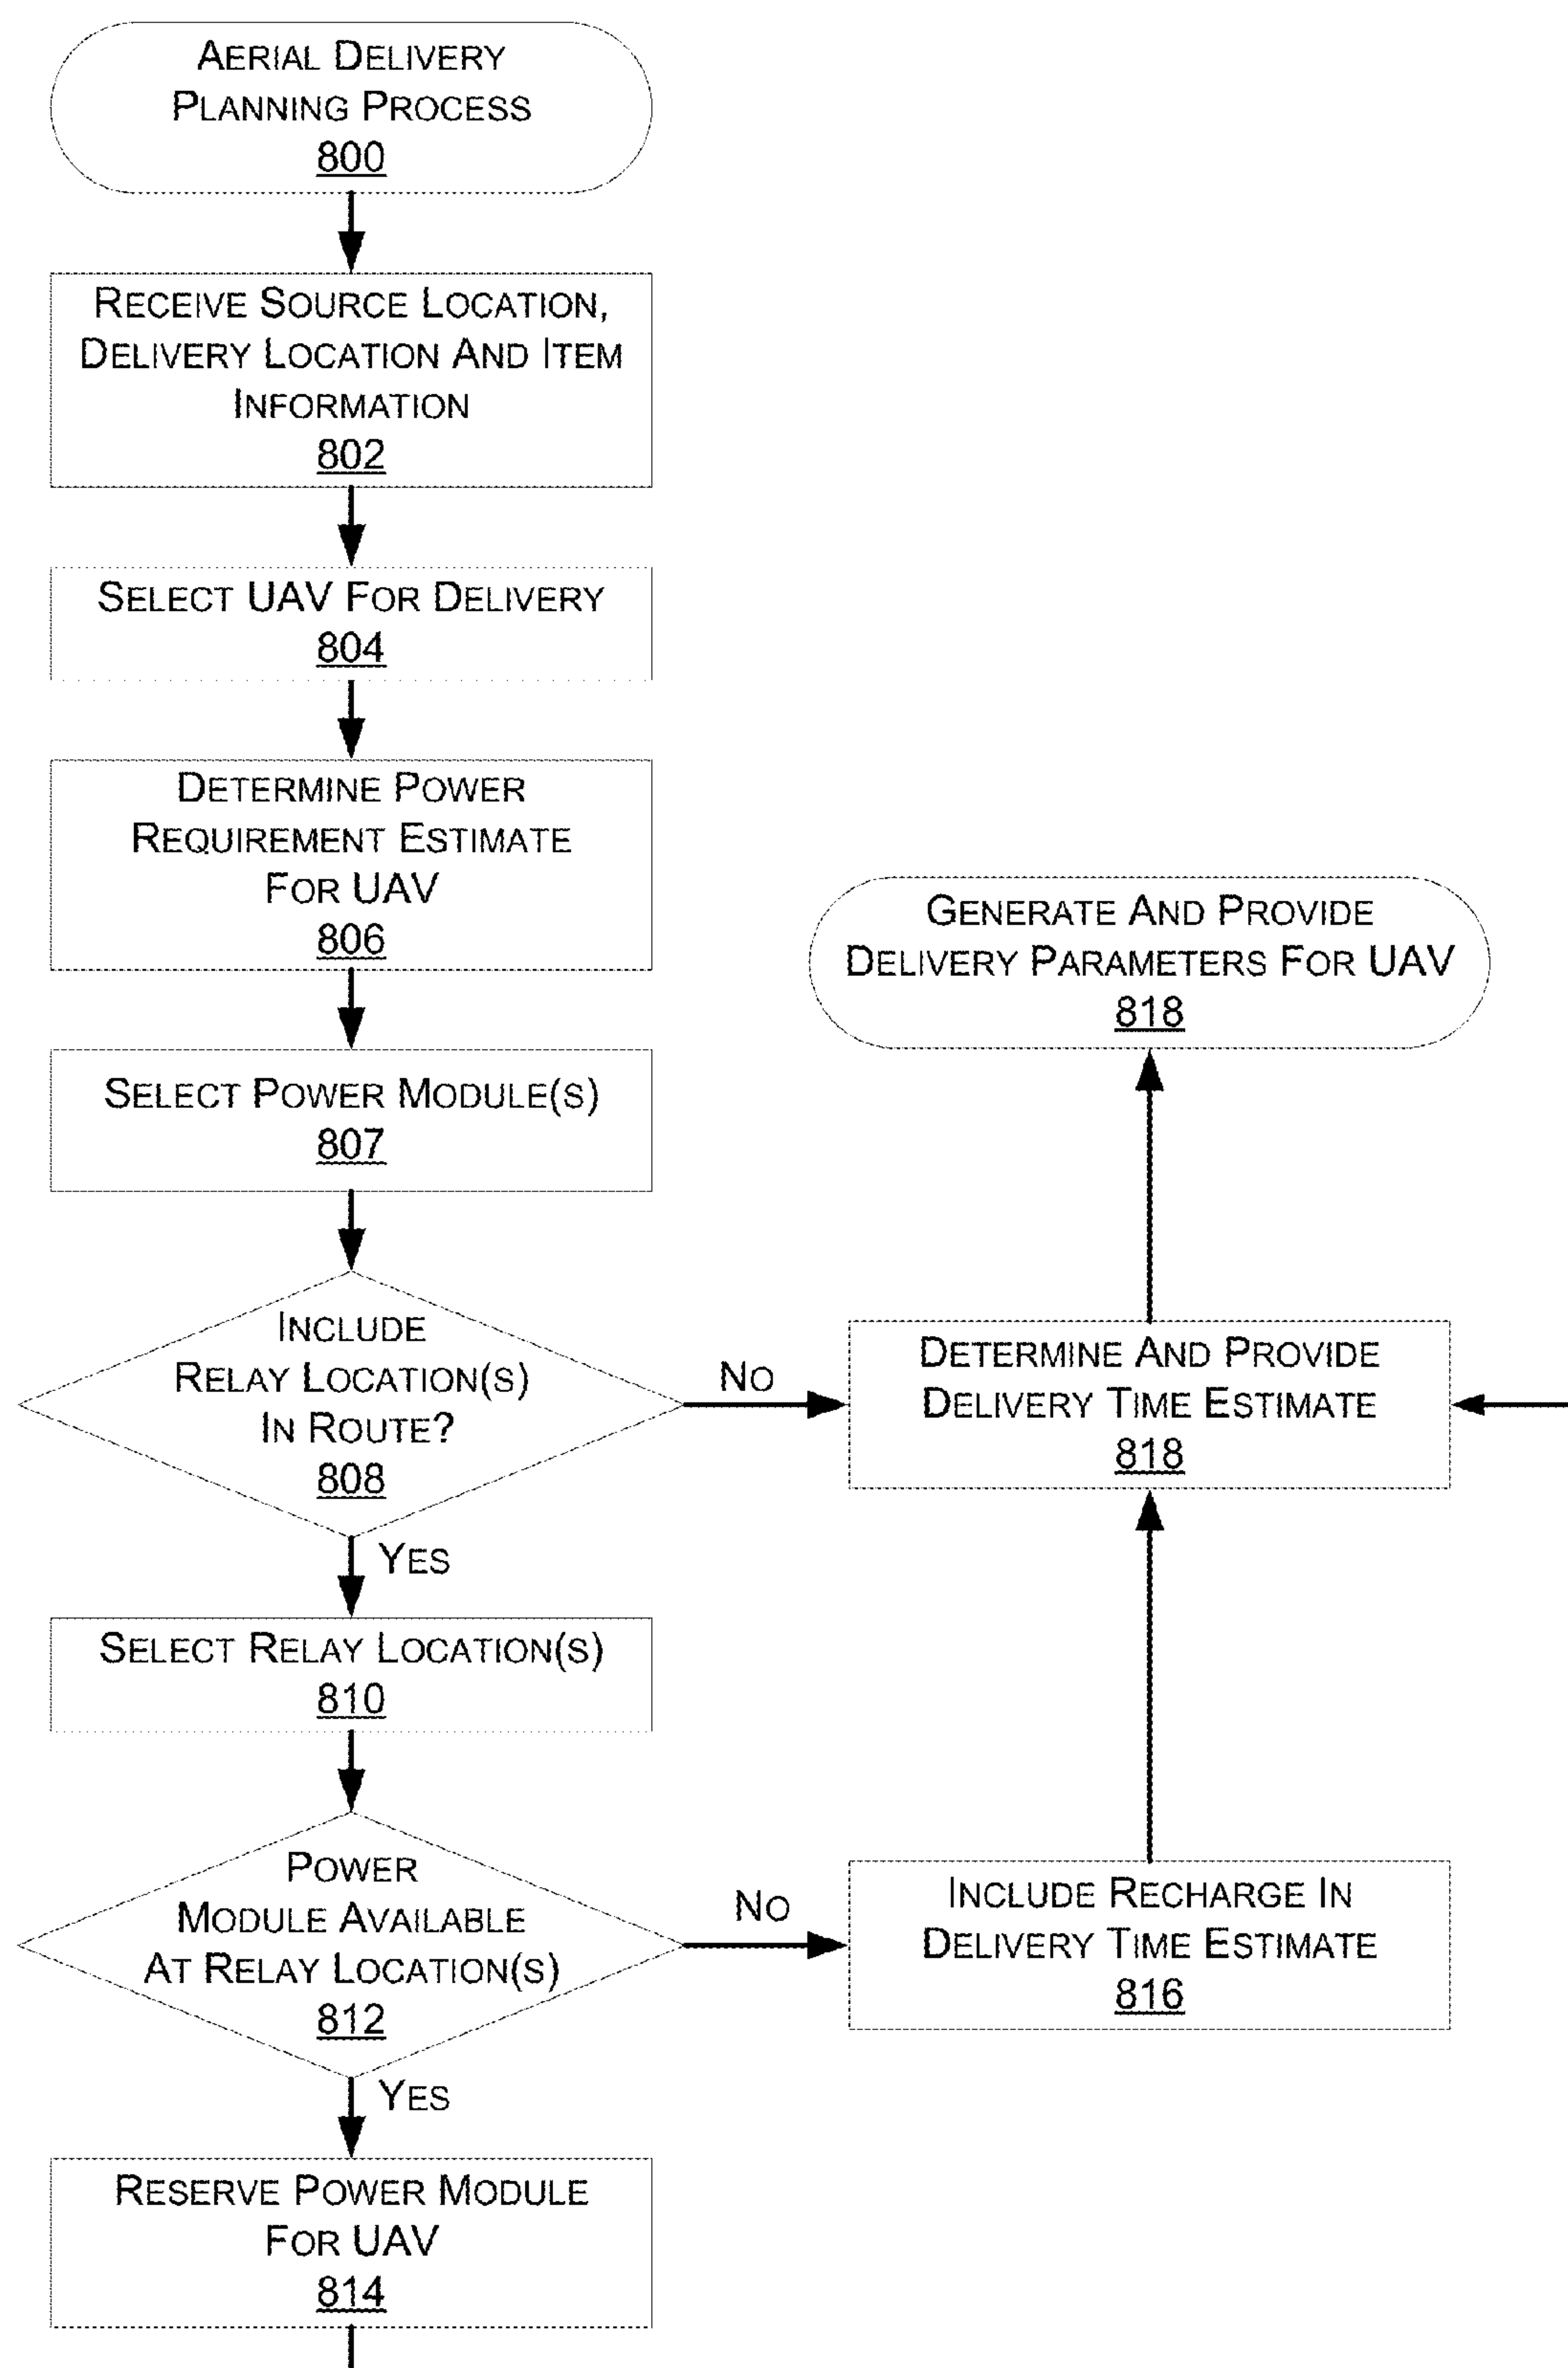 AERIAL DELIVERY
PLANNING PROCESS
800
RECEIVE SOURCE LOCATION,
DELIVERY LOCATION AND ITEM
INFORMATION
802
SELECT UAV FOR DELIVERY
804
DETERMINE POWER
REQUIREMENT ESTIMATE
FOR UAV
806
SELECT POWER MODULE(S)
807
INCLUDE
RELAY LOCATION(S)
IN ROUTE?
808
NO
YES
SELECT RELAY LOCATION(S)
810
POWER
MODULE AVAILABLE
AT RELAY LOCATION(S)
812
NO
YES
RESERVE POWER MODULE
FOR UAV
814
GENERATE AND PROVIDE
DELIVERY PARAMETERS FOR UAV
818
DETERMINE AND PROVIDE
DELIVERY TIME ESTIMATE
818
INCLUDE RECHARGE IN
DELIVERY TIME ESTIMATE
816